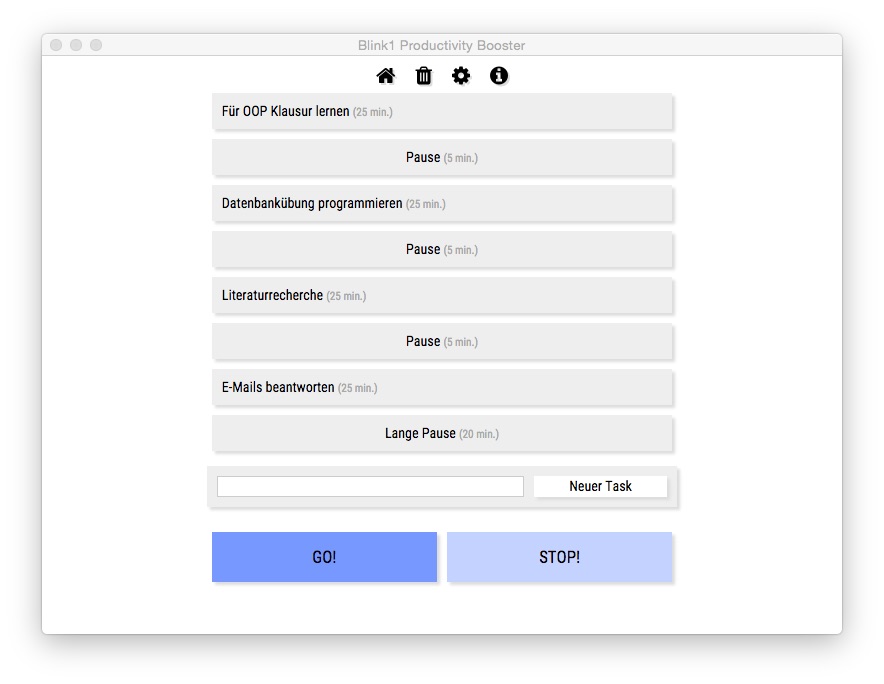 Blink1 Productivity Booster
Für OOP Klausur lernen (25 min.)
Pause (5 min.)
Datenbankübung programmieren (25 min.)
Pause (5 min.)
Literaturrecherche (25 min.)
Pause (5 min.)
E-Mails beantworten (25 min.)
Lange Pause (20 min.)
Neuer Task
GO! STOP!